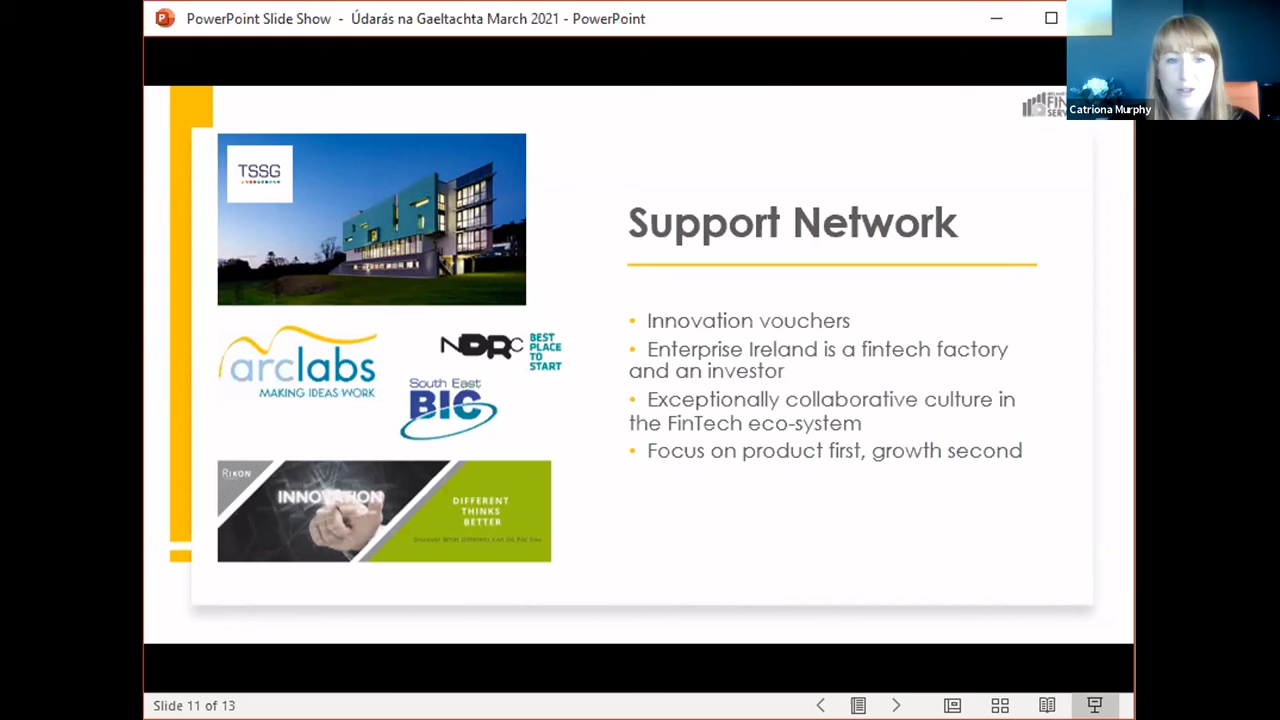 PowerPoint Slide Show - Údarás na Gaeltachta March 2021 - PowerPoint
Catriona Murphy
TSSG
Support Network
• Innovation vouchers
• Enterprise Ireland is a fintech factory
and an investor
• Exceptionally collaborative culture in
the FinTech eco-system
• Focus on product first, growth second
arclabs
MAKING IDEAS WORK
NDRC
BEST
PLACE
TO
START
South East
BIC
RIKON
INNOVATION
DIFFERENT
THINKS
BETTER
Slide 11 of 13